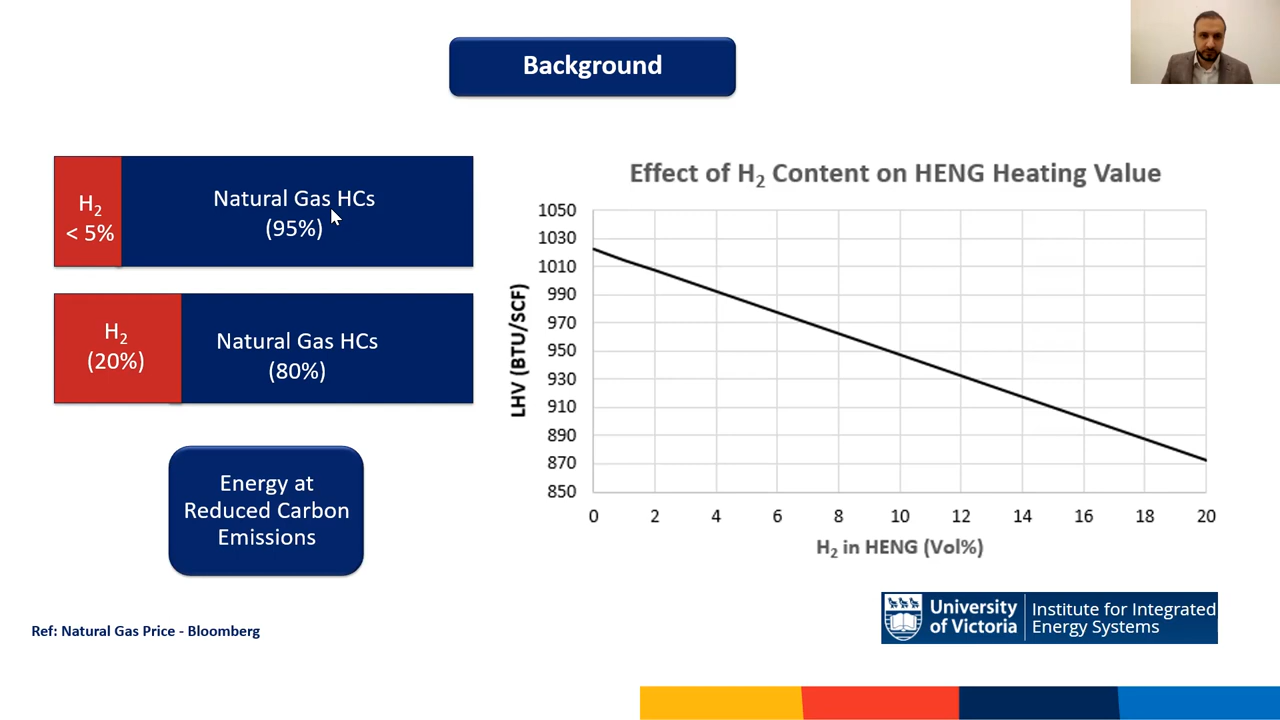 Background
H2
< 5%
Natural Gas HCs
(95%)
H2
(20%)
Natural Gas HCs
(80%)
Energy at
Reduced Carbon
Emissions
Ref: Natural Gas Price - Bloomberg
Effect of H2 Content on HENG Heating Value
LHV (BTU/SCF)
1050
1030
1010
990
970
950
930
910
890
870
850
0 2 4 6 8 10 12 14 16 18 20
H2 in HENG (Vol%)
University
of Victoria
Institute for Integrated
Energy Systems